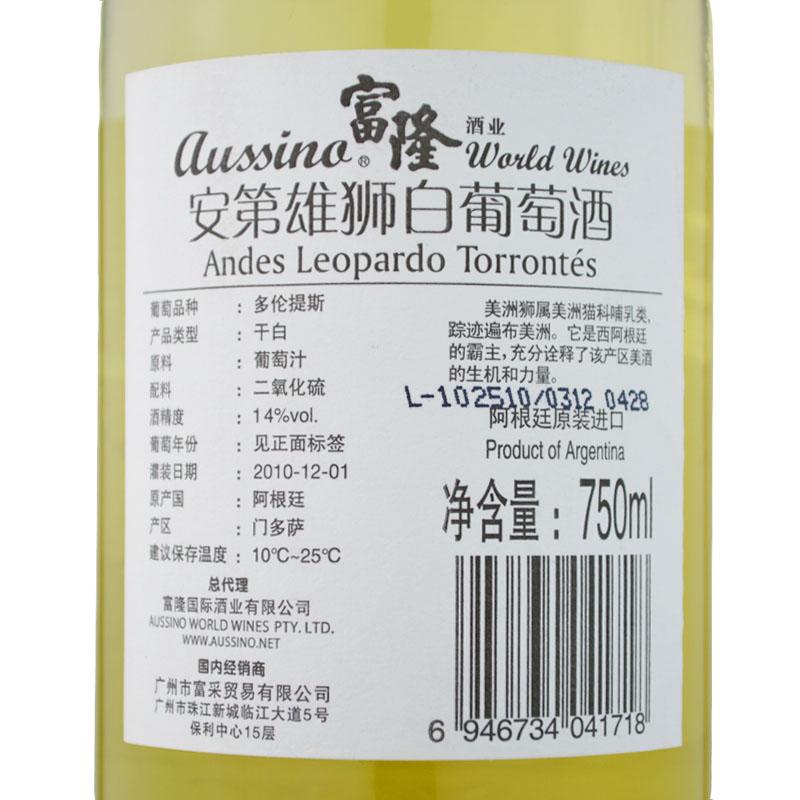 aussino® 富隆 酒业
World Wines
安第雄狮白葡萄酒
Andes Leopardo Torrontés
葡萄品种 : 多伦提斯
产品类型 : 干白
原料 : 葡萄汁
配料 : 二氧化硫
酒精度 : 14%vol.
葡萄年份 : 见正面标签
灌装日期 : 2010-12-01
原产国 : 阿根廷
产区 : 门多萨
建议保存温度 : 10℃~25℃
总代理
富隆国际酒业有限公司
AUSSINO WORLD WINES PTY. LTD.
WWW.AUSSINO.NET
国内经销商
广州市富采贸易有限公司
广州市珠江新城临江大道5号
保利中心15层
美洲狮属美洲猫科哺乳类,
踪迹遍布美洲。它是西阿根廷
的霸主,充分诠释了该产区美酒
的生机和力量。
L-102510/0312 0428
阿根廷原装进口
Product of Argentina
净含量: 750ml
6 946734 041718